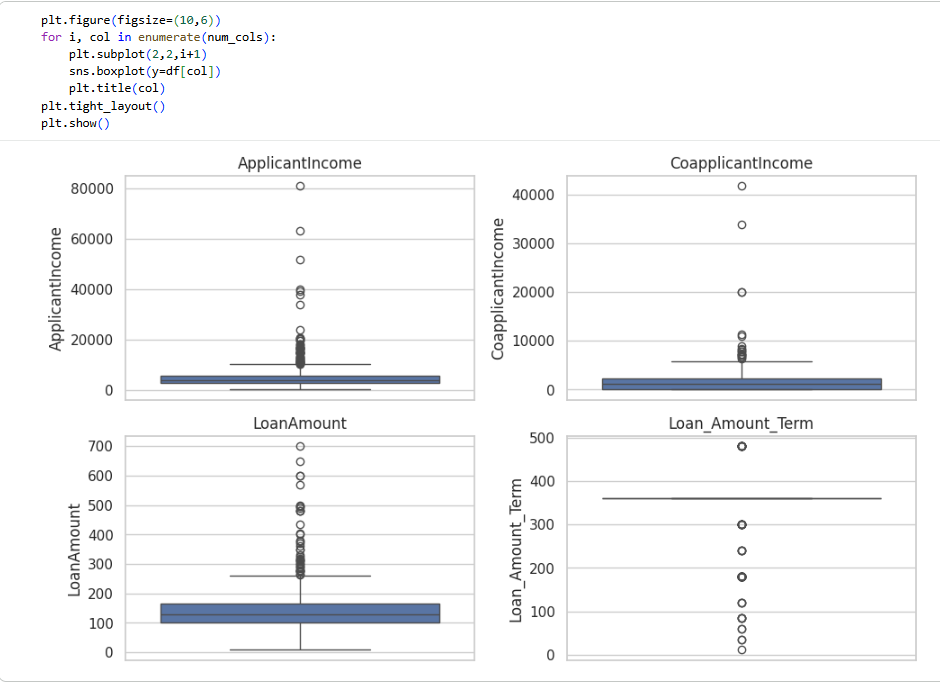 plt.figure(figsize=(10,6))
for i, col in enumerate(num_cols):
    plt.subplot(2,2,i+1)
    sns.boxplot(y=df[col])
    plt.title(col)
plt.tight_layout()
plt.show()
ApplicantIncome
80000
60000
40000
20000
0
ApplicantIncome
CoapplicantIncome
40000
30000
20000
10000
0
CoapplicantIncome
LoanAmount
700
600
500
400
300
200
100
0
LoanAmount
Loan_Amount_Term
500
400
300
200
100
0
Loan_Amount_Term